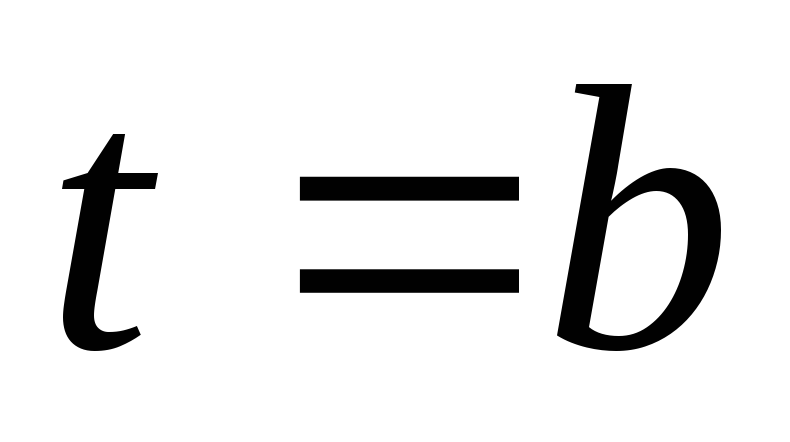 t = b